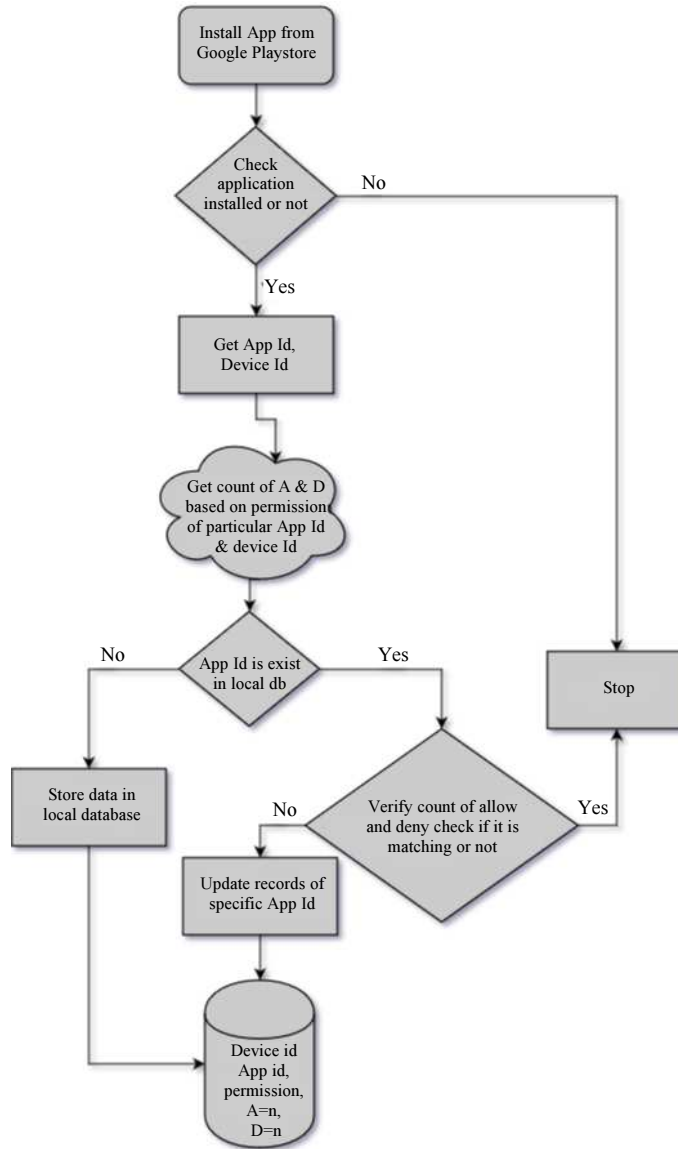 Install App from
Google Playstore
Check
application
installed or not
No
Yes
Get App Id,
Device Id
Get count of A & D
based on permission
of particular App Id
& device Id
No
App Id is exist
in local db
Yes
Stop
Store data in
local database
No
Verify count of allow
and deny check if it is
matching or not
Yes
Update records of
specific App Id
Device id
App id,
permission,
A=n,
D=n